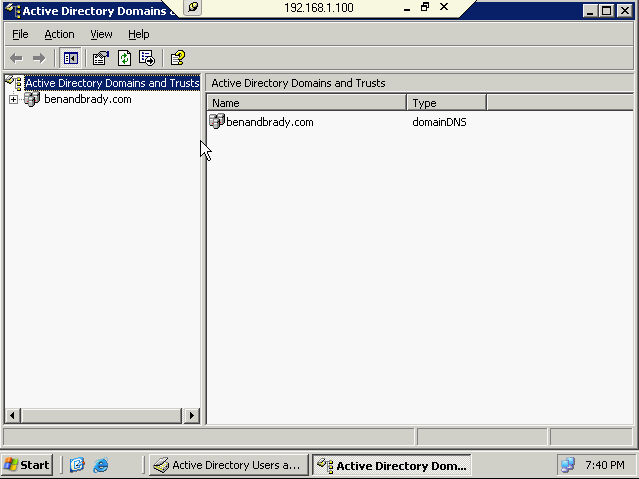 Active Directory Domains a
192.168.1.100
File Action View Help
Active Directory Domains and Trusts
benandbrady.com
Active Directory Domains and Trusts
Name Type
benandbrady.com domainDNS
Start
Active Directory Users a...
Active Directory Dom...
7:40 PM